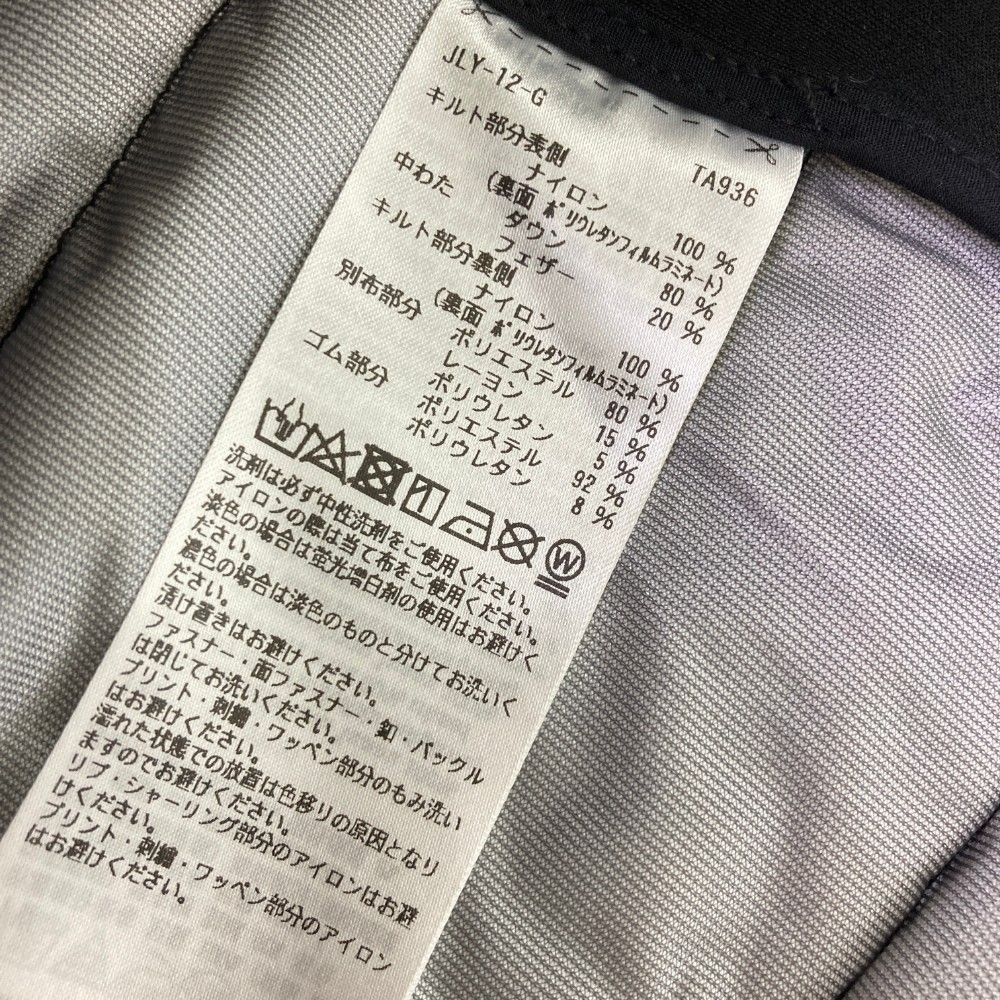 JLY-12-G
TA936
キルト部分表側
ナイロン 100 %
(裏面 ポリウレタンフィルムラミネート)
中わた ダウン 80 %
フェザー 20 %
キルト部分裏側
ナイロン 100 %
(裏面 ポリウレタンフィルムラミネート)
別布部分 ポリエステル 80 %
レーヨン 15 %
ポリウレタン 5 %
ゴム部分 ポリエステル 92 %
ポリウレタン 8 %
W
洗剤は必ず中性洗剤をご使用ください。
アイロンの際は当て布をご使用ください。
淡色の場合は蛍光増白剤の使用はお避けく
ださい。
濃色の場合は淡色のものと分けてお洗いく
ださい。
漬け置きはお避けください。
ファスナー・面ファスナー・釦・バックル
は閉じてお洗いください。
プリント・刺繍・ワッペン部分のもみ洗い
はお避けください。
濡れた状態での放置は色移りの原因となり
ますのでお避けください。
リブ・シャーリング部分のアイロンはお避
けください。
プリント・刺繍・ワッペン部分のアイロン
はお避けください。